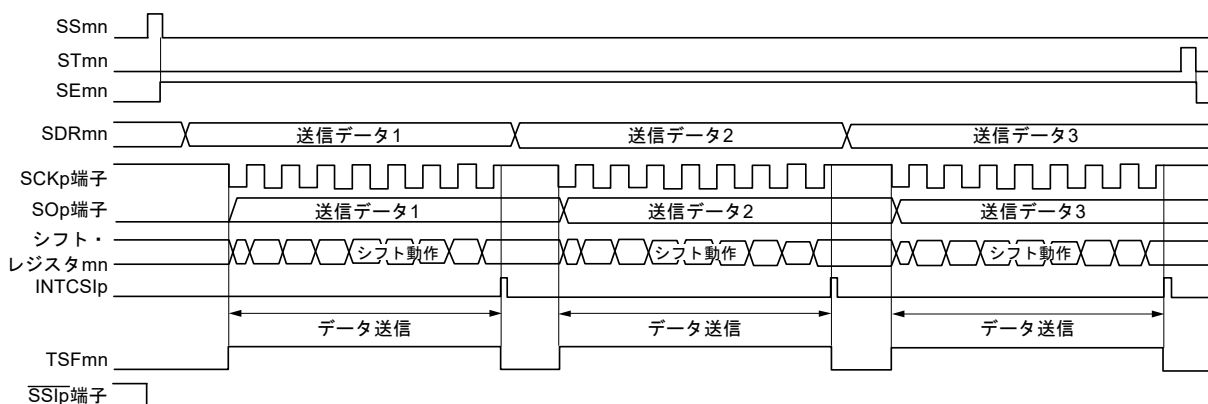 SSmn
STmn
SEmn
SDRmn 送信データ1 送信データ2 送信データ3
SCKp端子
SOp端子 送信データ1 送信データ2 送信データ3
シフト・
レジスタmn シフト動作 シフト動作 シフト動作
INTCSIp
データ送信 データ送信 データ送信
TSFmn
SSIp端子